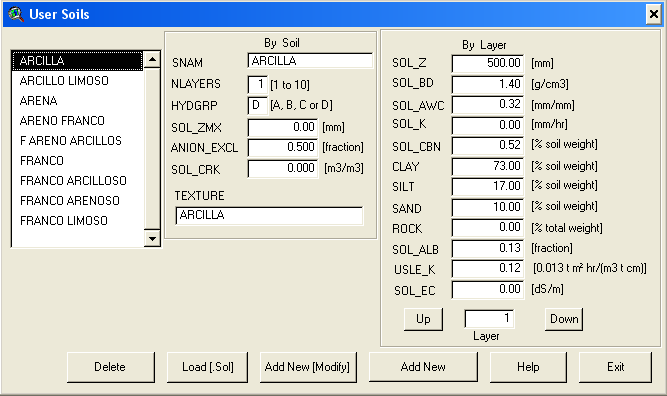 User Soils
ARCILLA
ARCILLO LIMOSO
ARENA
ARENO FRANCO
F ARENO ARCILLOS
FRANCO
FRANCO ARCILLOSO
FRANCO ARENOSO
FRANCO LIMOSO
By Soil
SNAM ARCILLA
NLAYERS 1 [1 to 10]
HYDGRP D [A, B, C or D]
SOL_ZMX 0.00 [mm]
ANION_EXCL 0.500 [fraction]
SOL_CRK 0.000 [m3/m3]
TEXTURE
ARCILLA
By Layer
SOL_Z 500.00 [mm]
SOL_BD 1.40 [g/cm3]
SOL_AWC 0.32 [mm/mm]
SOL_K 0.00 [mm/hr]
SOL_CBN 0.52 [% soil weight]
CLAY 73.00 [% soil weight]
SILT 17.00 [% soil weight]
SAND 10.00 [% soil weight]
ROCK 0.00 [% total weight]
SOL_ALB 0.13 [fraction]
USLE_K 0.12 [0.013 t m² hr/(m3 t cm)]
SOL_EC 0.00 [dS/m]
Up 1 Down
Layer
Delete Load [.Sol] Add New [Modify] Add New Help Exit